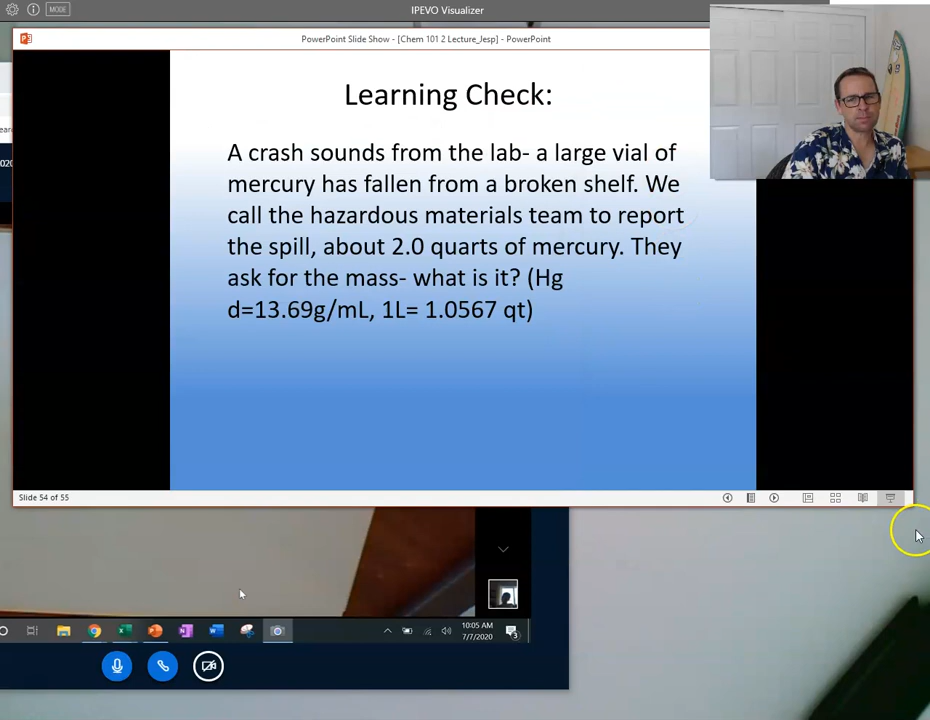 MODE
IPEVO Visualizer
PowerPoint Slide Show - [Chem 101 2 Lecture_Jesp] - PowerPoint
Learning Check:
A crash sounds from the lab- a large vial of
mercury has fallen from a broken shelf. We
call the hazardous materials team to report
the spill, about 2.0 quarts of mercury. They
ask for the mass- what is it? (Hg
d=13.69g/mL, 1L= 1.0567 qt)
Slide 54 of 55
10:05 AM
7/7/2020
3